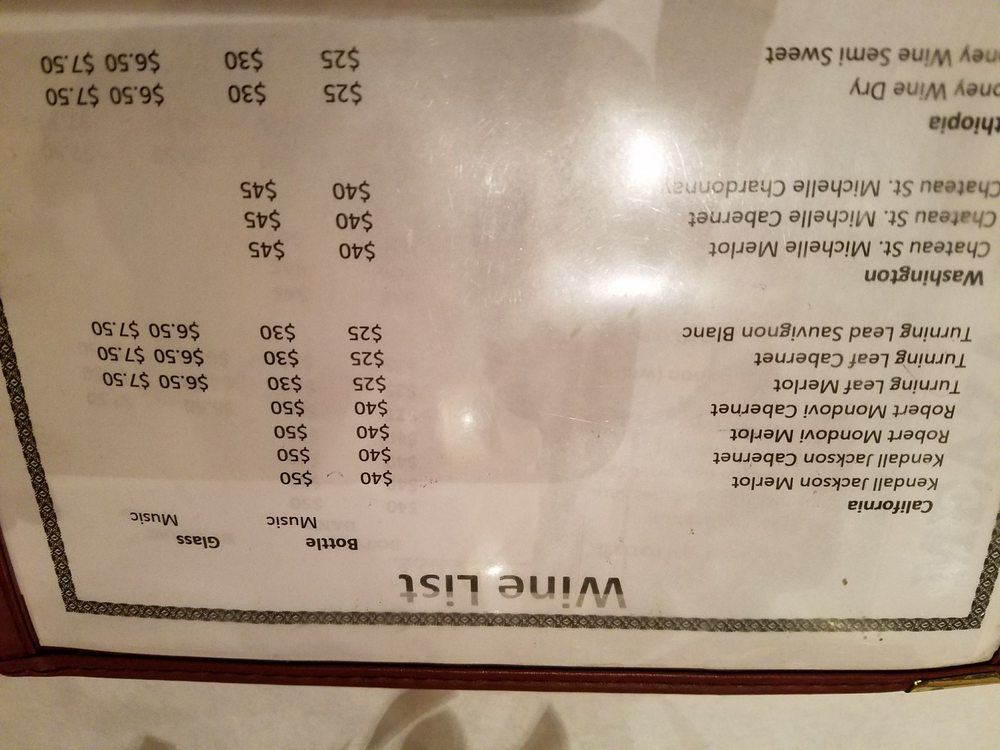 Wine List
Bottle Glass
Music Music
California
Kendall Jackson Merlot $40 $50
Kendall Jackson Cabernet $40 $50
Robert Mondovi Merlot $40 $50
Robert Mondovi Cabernet $40 $50
Turning Leaf Merlot $25 $30 $6.50 $7.50
Turning Leaf Cabernet $25 $30 $6.50 $7.50
Turning Lead Sauvignon Blanc $25 $30 $6.50 $7.50
Washington
Chateau St. Michelle Merlot $40 $45
Chateau St. Michelle Cabernet $40 $45
Chateau St. Michelle Chardonnay $40 $45
thiopia
oney Wine Dry $25 $30 $6.50 $7.50
oney Wine Semi Sweet $25 $30 $6.50 $7.50